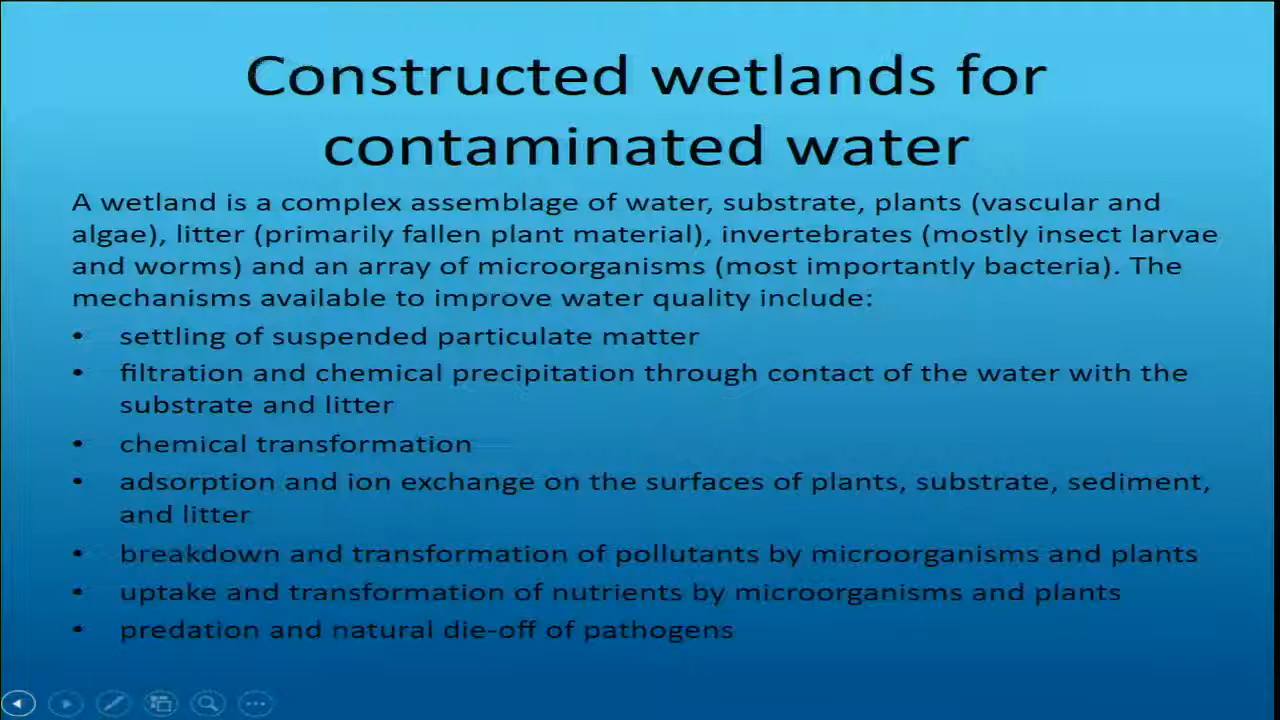 Constructed wetlands for
contaminated water
A wetland is a complex assemblage of water, substrate, plants (vascular and
algae), litter (primarily fallen plant material), invertebrates (mostly insect larvae
and worms) and an array of microorganisms (most importantly bacteria). The
mechanisms available to improve water quality include:
• settling of suspended particulate matter
• filtration and chemical precipitation through contact of the water with the
substrate and litter
• chemical transformation
• adsorption and ion exchange on the surfaces of plants, substrate, sediment,
and litter
• breakdown and transformation of pollutants by microorganisms and plants
• uptake and transformation of nutrients by microorganisms and plants
• predation and natural die-off of pathogens